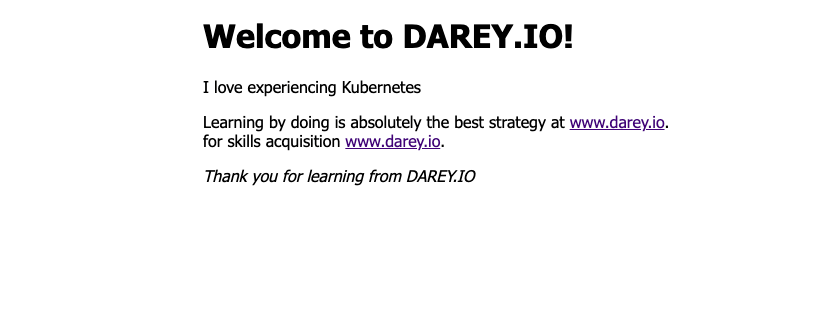 Welcome to DAREY.IO!
I love experiencing Kubernetes
Learning by doing is absolutely the best strategy at www.darey.io.
for skills acquisition www.darey.io.
Thank you for learning from DAREY.IO